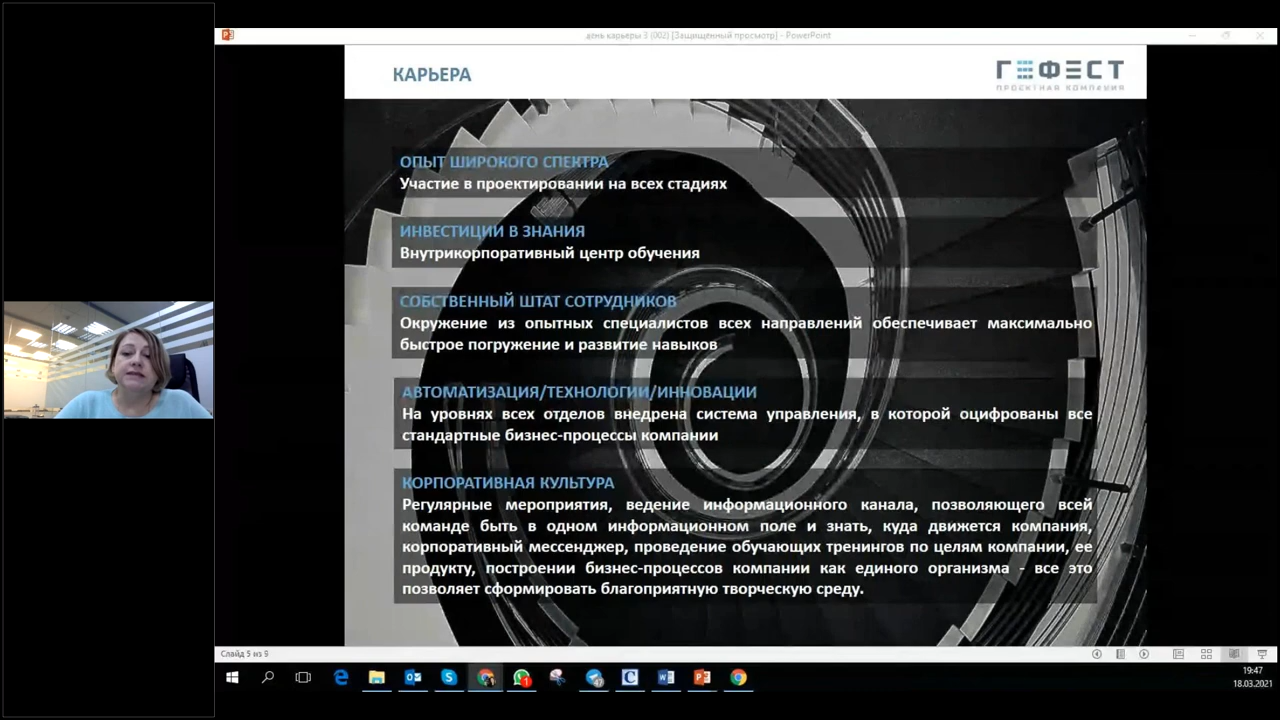 день карьеры 3 (002) [Защищенный просмотр] - PowerPoint
КАРЬЕРА
ГЕФЕСТ
ПРОЕКТНАЯ КОМПАНИЯ
ОПЫТ ШИРОКОГО СПЕКТРА
Участие в проектировании на всех стадиях
ИНВЕСТИЦИИ В ЗНАНИЯ
Внутрикорпоративный центр обучения
СОБСТВЕННЫЙ ШТАТ СОТРУДНИКОВ
Окружение из опытных специалистов всех направлений обеспечивает максимально
быстрое погружение и развитие навыков
АВТОМАТИЗАЦИЯ/ТЕХНОЛОГИИ/ИННОВАЦИИ
На уровнях всех отделов внедрена система управления, в которой оцифрованы все
стандартные бизнес-процессы компании
КОРПОРАТИВНАЯ КУЛЬТУРА
Регулярные мероприятия, ведение информационного канала, позволяющего всей
команде быть в одном информационном поле и знать, куда движется компания,
корпоративный мессенджер, проведение обучающих тренингов по целям компании, ее
продукту, построении бизнес-процессов компании как единого организма - все это
позволяет сформировать благоприятную творческую среду.
Слайд 5 из 9
19:47
18.03.2021